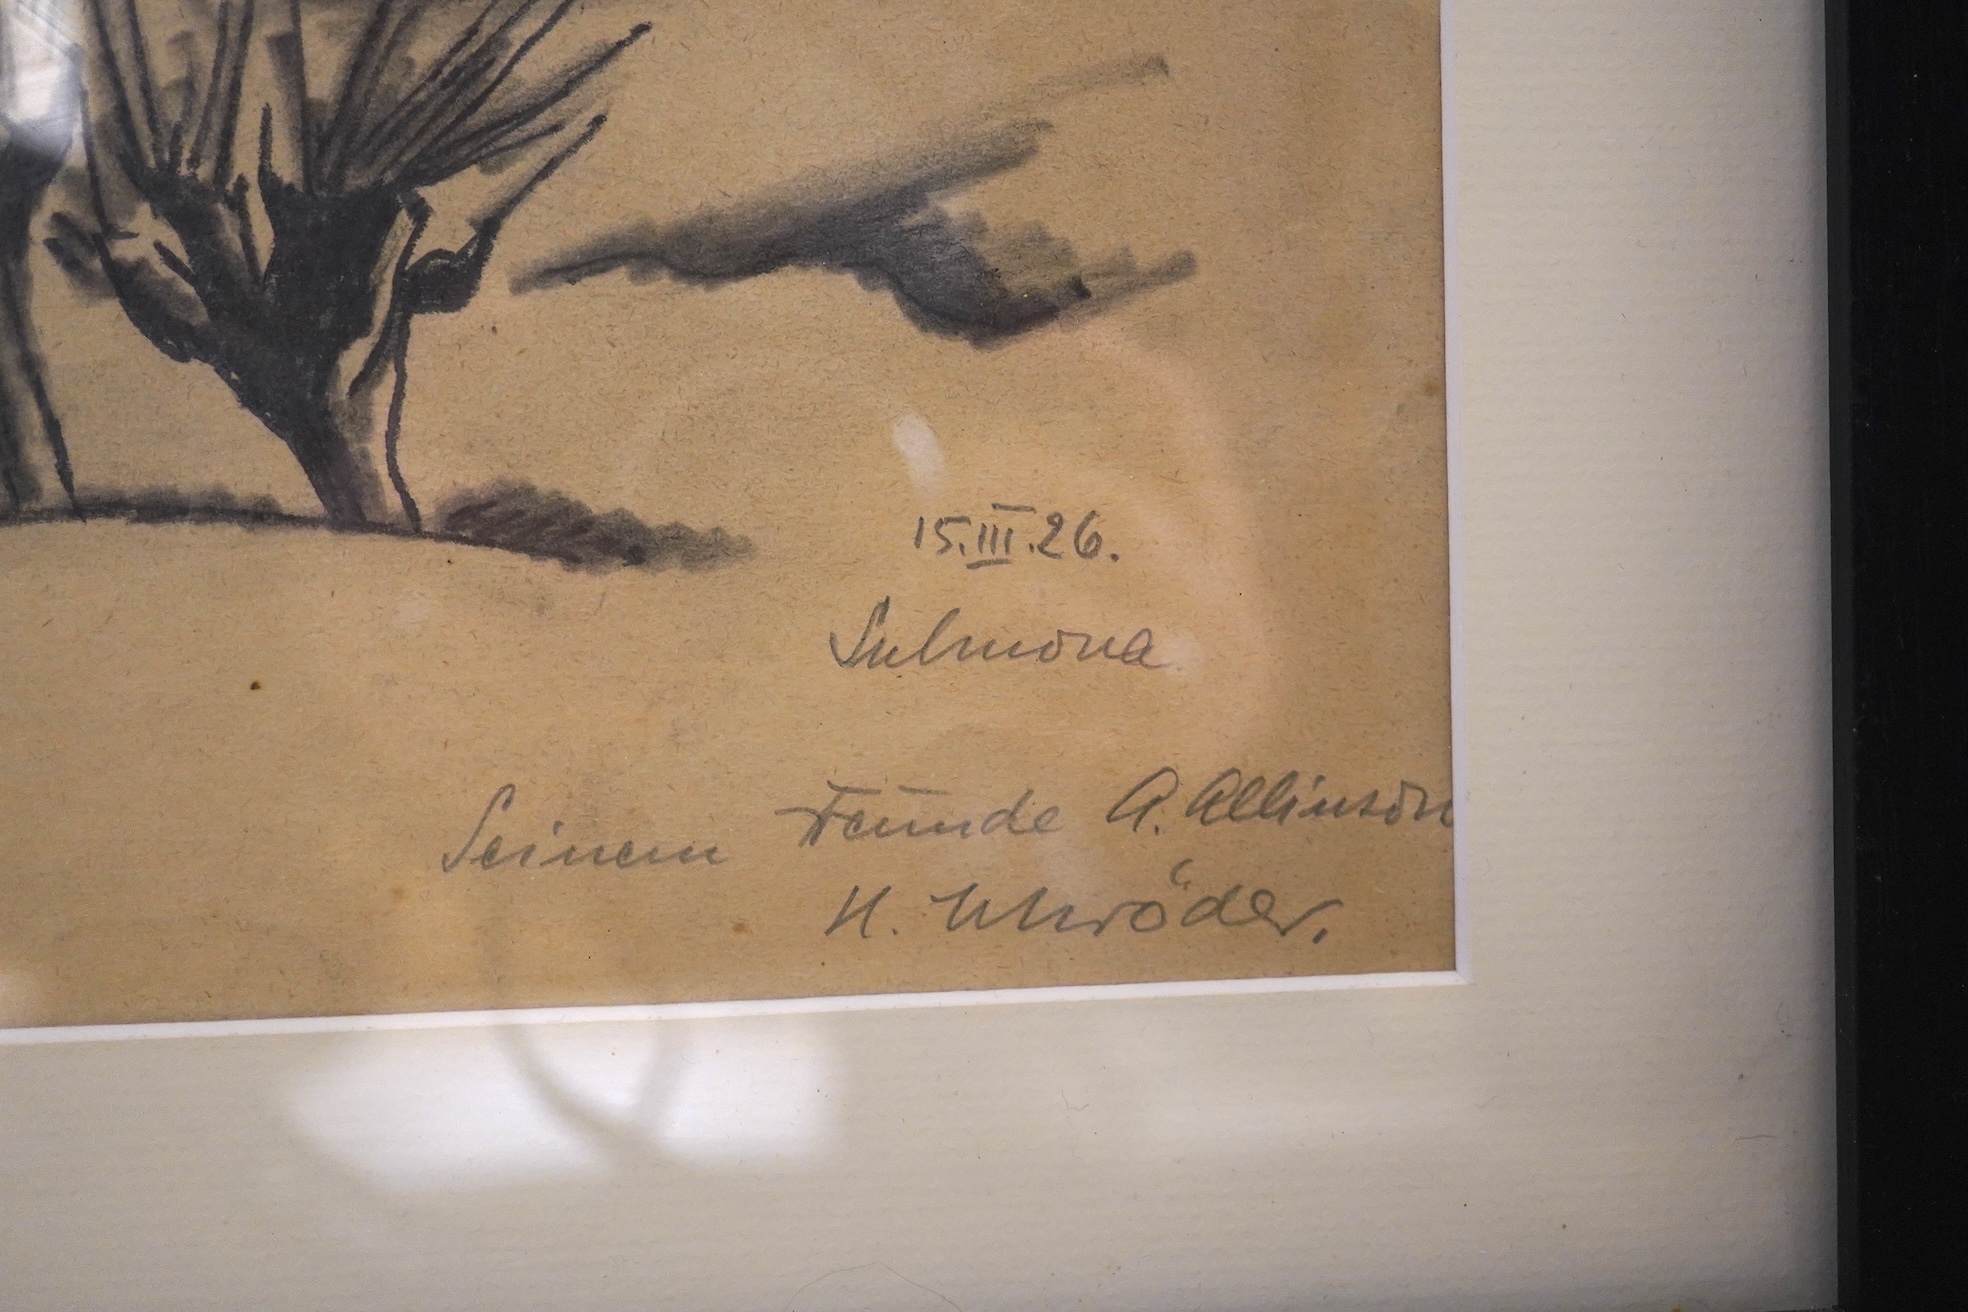 15.III.26.
Sulmona
Seinem Freunde A. Allinson
H. Schröder.